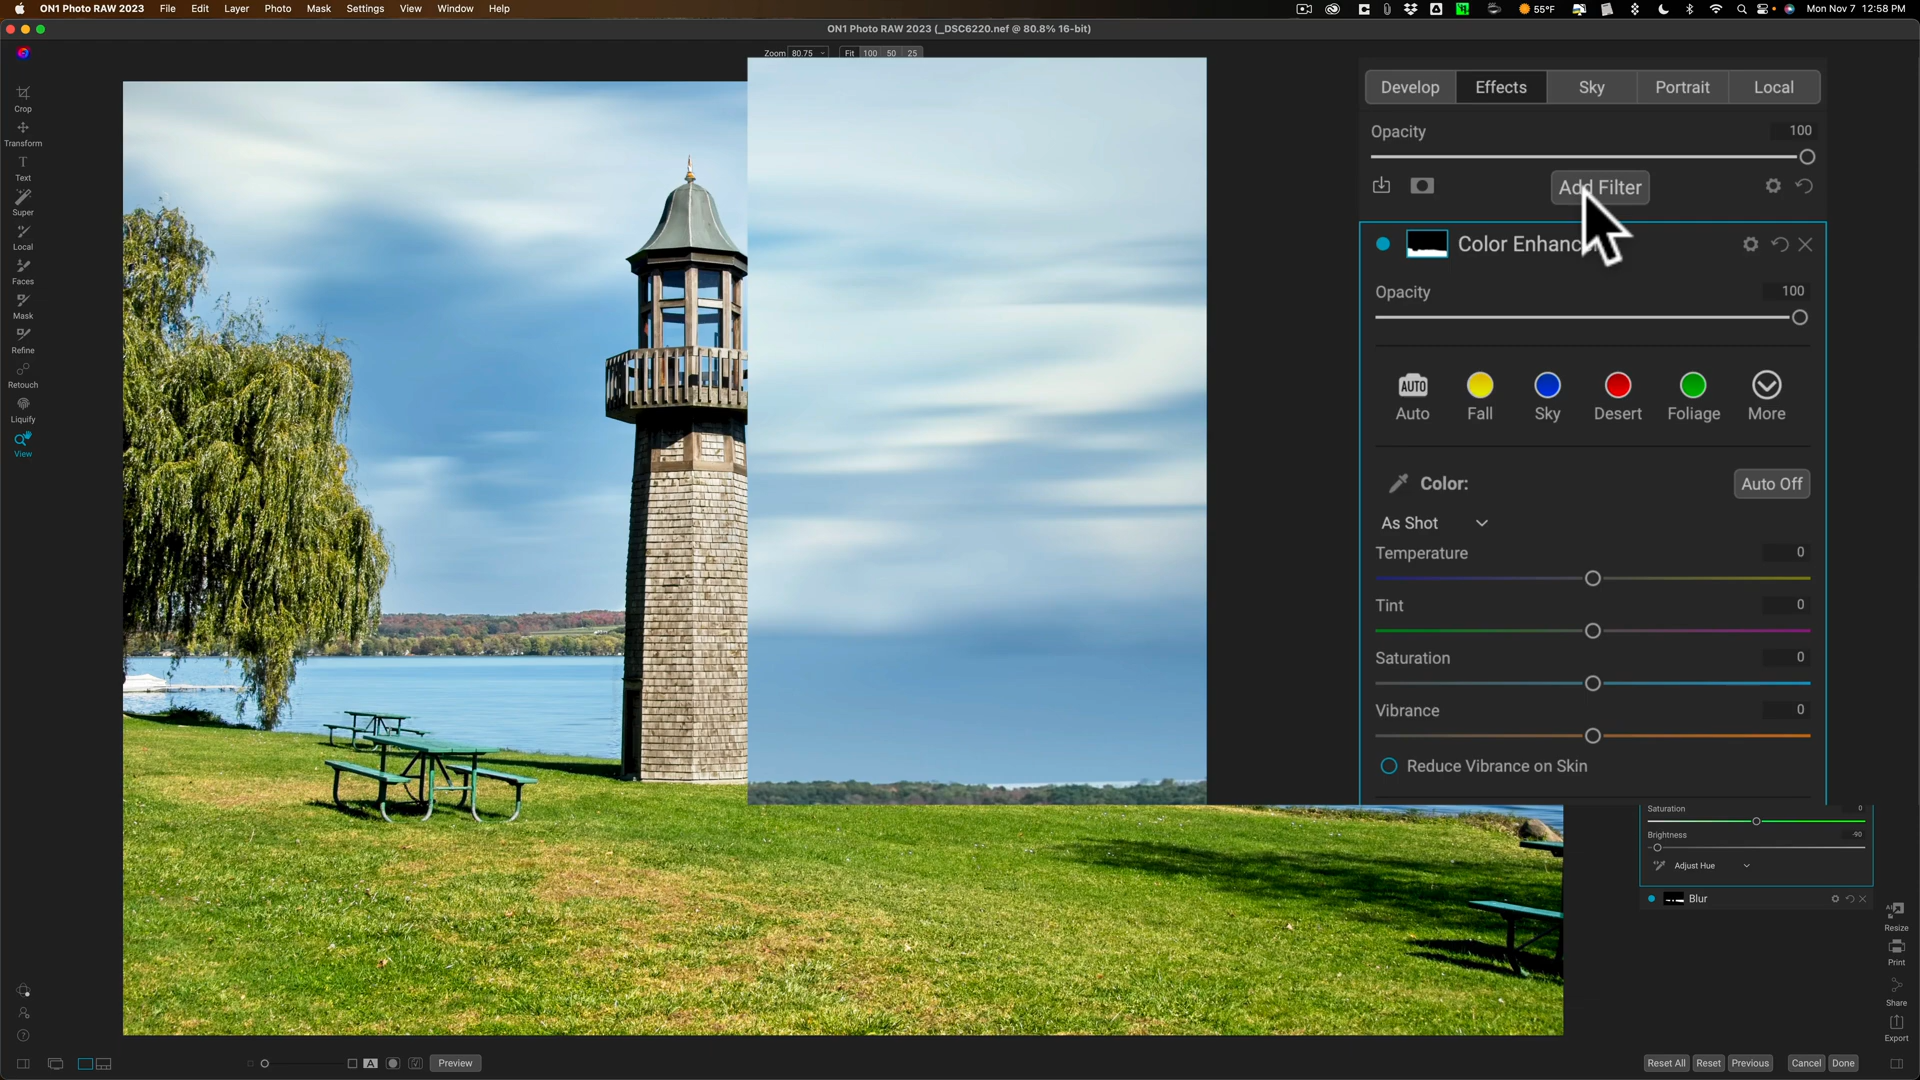 ON1 Photo RAW 2023 File Edit Layer Photo Mask Settings View Window Help 55°F Mon Nov 7 12:58 PM
ON1 Photo RAW 2023 (_DSC6220.nef @ 80.8% 16-bit)
Zoom 80.75 Fit 100 50 25
Crop
Transform
Text
Super
Local
Faces
Mask
Refine
Retouch
Liquify
View
Develop Effects Sky Portrait Local
Opacity 100
Add Filter
Color Enhanc
Opacity 100
AUTO
Auto Fall Sky Desert Foliage More
Color: Auto Off
As Shot
Temperature 0
Tint 0
Saturation 0
Vibrance 0
Reduce Vibrance on Skin
Saturation 0
Brightness -90
Adjust Hue
Blur
AI
Resize
Print
Share
Export
A Preview Reset All Reset Previous Cancel Done